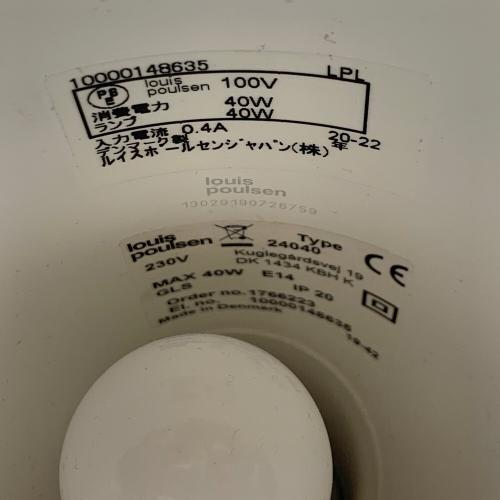 10000148635 LPL
PS E louis poulsen 100V
消費電力 40W
ランプ 40W
入力電流 0.4A 20-22年
デンマーク製
ルイスポールセンジャパン(株)
louis
poulsen
13029190726759
louis poulsen Type 24040
230V Kuglegårdsvej 19
DK 1434 KBH K CE
MAX 40W E14
GLS IP 20
Order no. 1766223
El. no. 10000148635
Made in Denmark 19-42